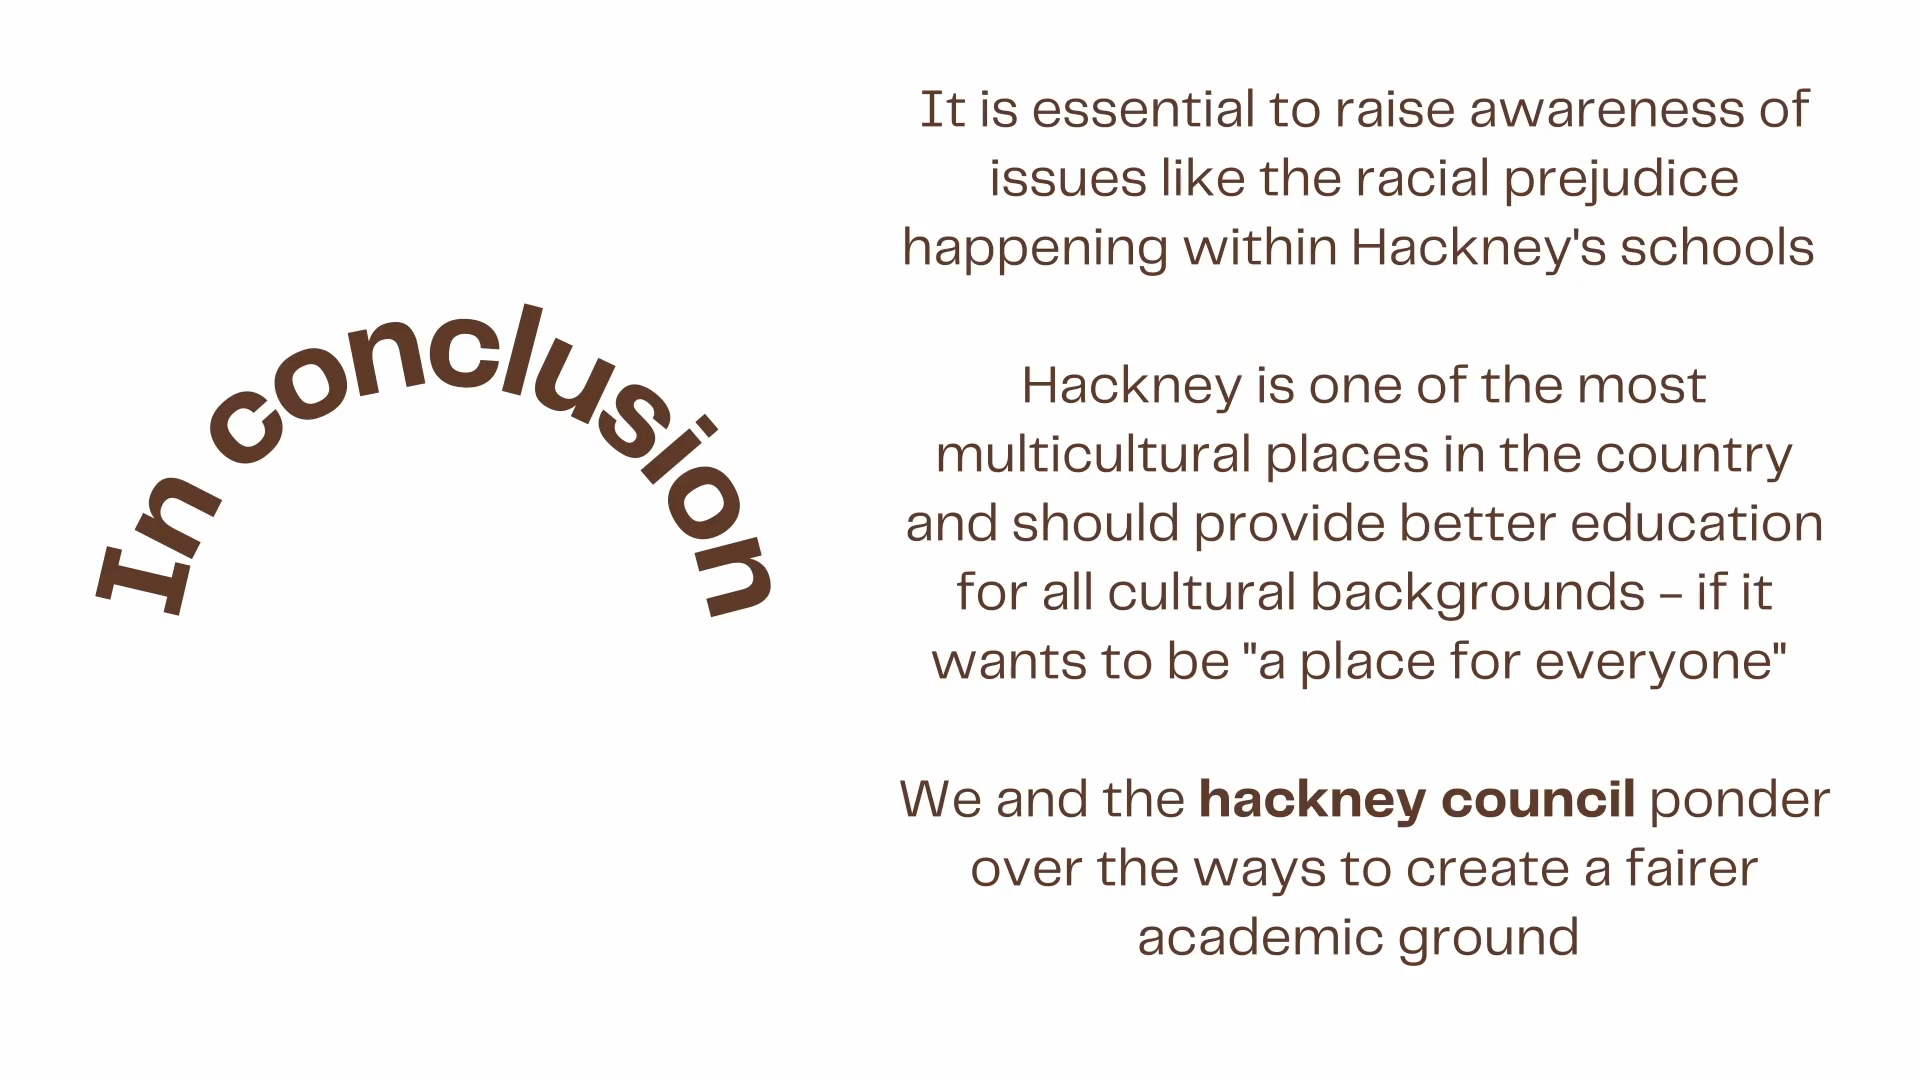 In conclusion
It is essential to raise awareness of
issues like the racial prejudice
happening within Hackney's schools
Hackney is one of the most
multicultural places in the country
and should provide better education
for all cultural backgrounds – if it
wants to be "a place for everyone"
We and the hackney council ponder
over the ways to create a fairer
academic ground